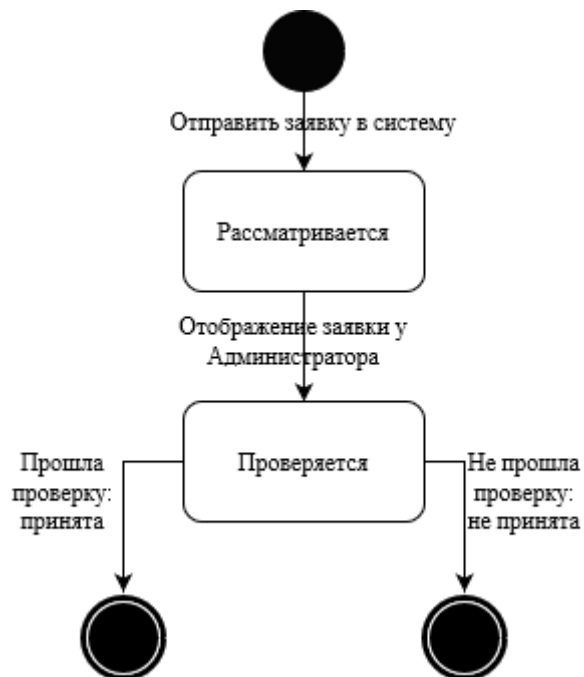 Отправить заявку в систему
Рассматривается
Отображение заявки у
Администратора
Проверяется
Прошла
проверку:
принята
Не прошла
проверку:
не принята